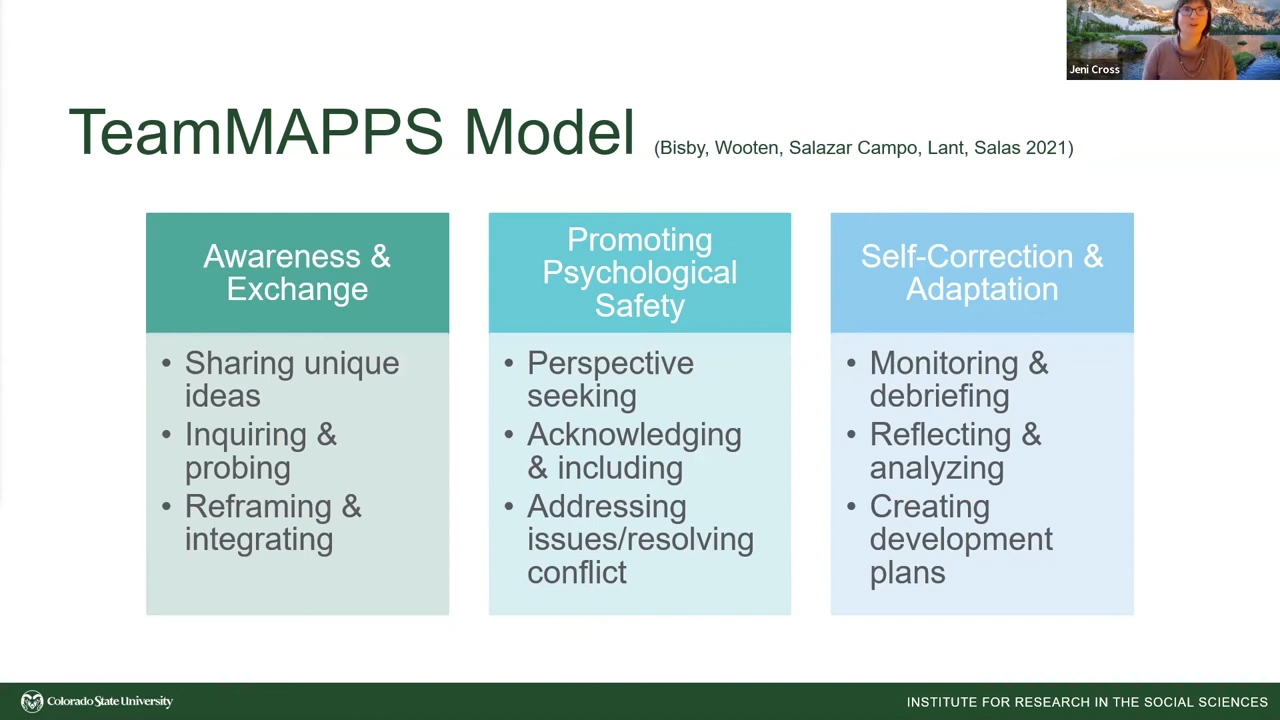 Jeni Cross
TeamMAPPS Model (Bisby, Wooten, Salazar Campo, Lant, Salas 2021)
Awareness &
Exchange
• Sharing unique
ideas
• Inquiring &
probing
• Reframing &
integrating
Promoting
Psychological
Safety
• Perspective
seeking
• Acknowledging
& including
• Addressing
issues/resolving
conflict
Self-Correction &
Adaptation
• Monitoring &
debriefing
• Reflecting &
analyzing
• Creating
development
plans
Colorado State University
INSTITUTE FOR RESEARCH IN THE SOCIAL SCIENCES